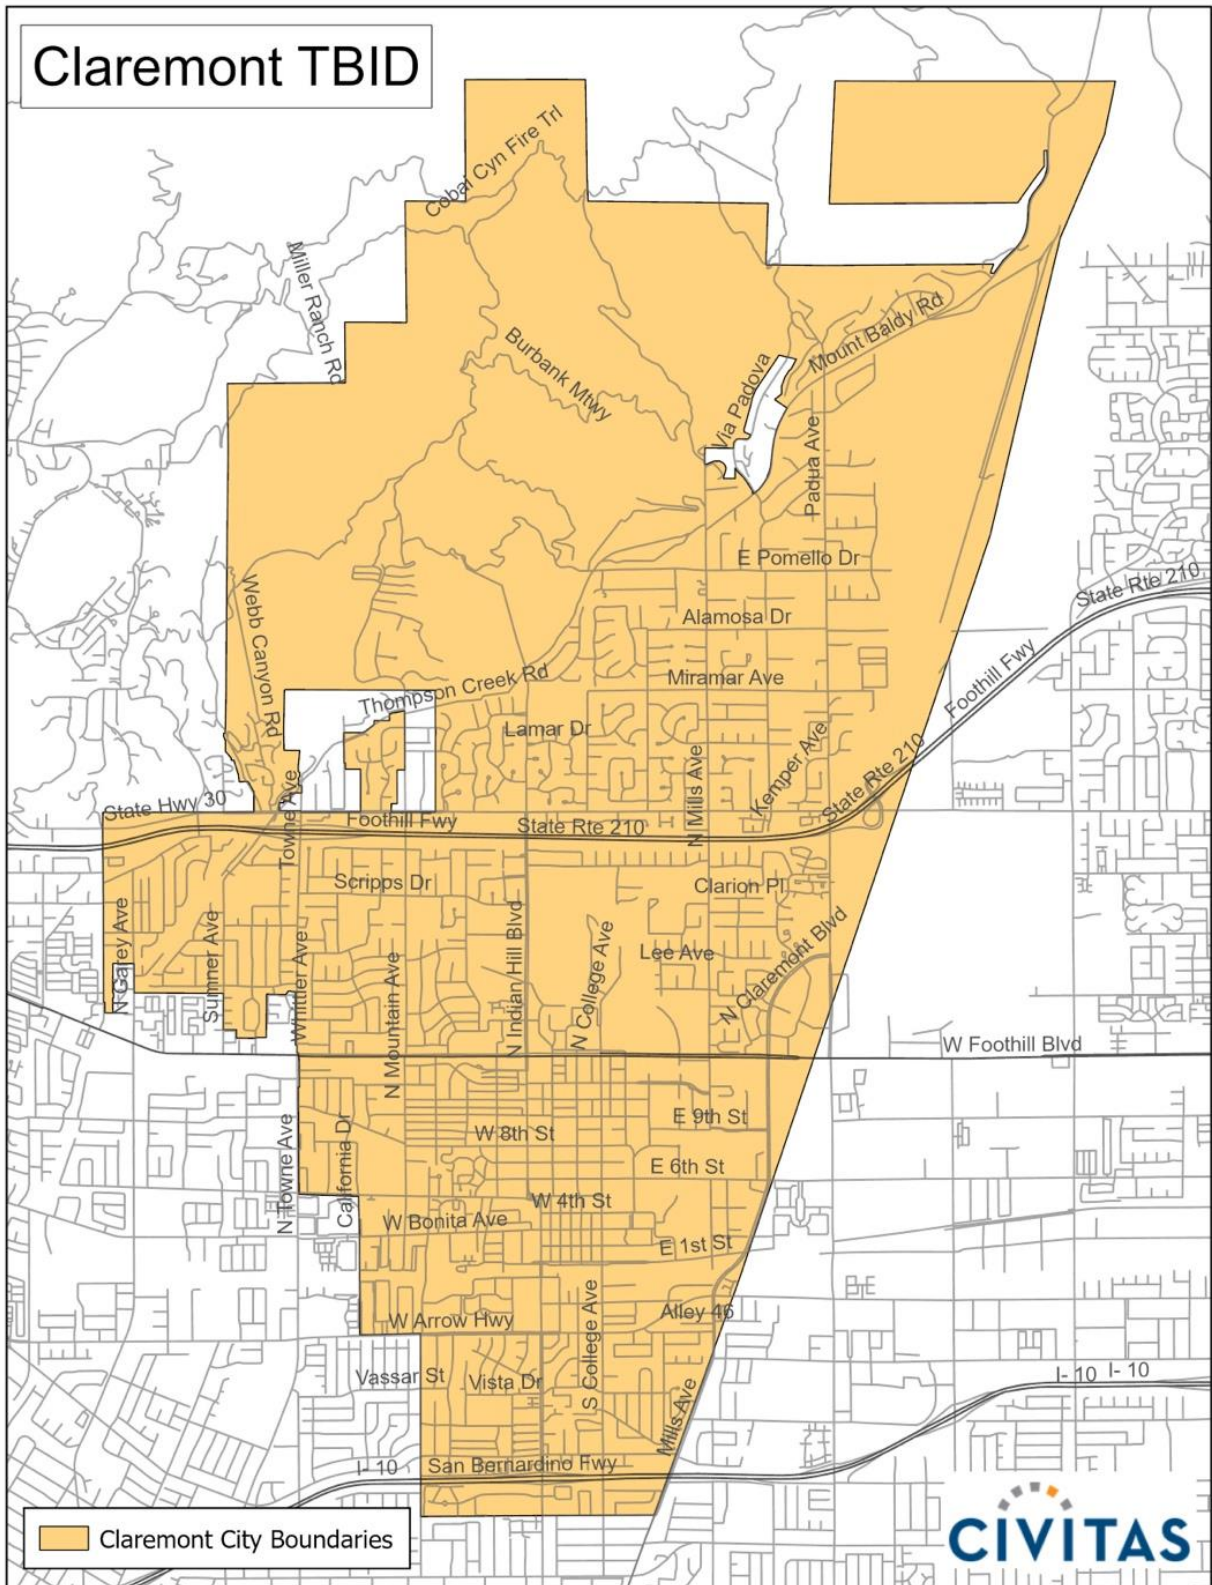 Claremont TBID
Cobal Cyn Fire Trl
Miller Ranch Rd
Burbank Mtwy
Mount Baldy Rd
Via Padova
Padua Ave
E Pomello Dr
State Rte 210
Alamosa Dr
Webb Canyon Rd
Miramar Ave
Foothill Fwy
Thompson Creek Rd
Lamar Dr
Kemper Ave
N Mills Ave
State Rte 210
State Hwy 30
Towne Ave
Foothill Fwy
State Rte 210
Scripps Dr
Clarion Pl
N Garey Ave
Sumner Ave
Whittier Ave
N Mountain Ave
N Indian Hill Blvd
N College Ave
Lee Ave
N Claremont Blvd
W Foothill Blvd
E 9th St
W 8th St
N Towne Ave
California Dr
E 6th St
W 4th St
W Bonita Ave
E 1st St
W Arrow Hwy
S College Ave
Alley 46
Vassar St
Vista Dr
I- 10
I- 10
Mills Ave
I- 10
San Bernardino Fwy
Claremont City Boundaries
CIVITAS